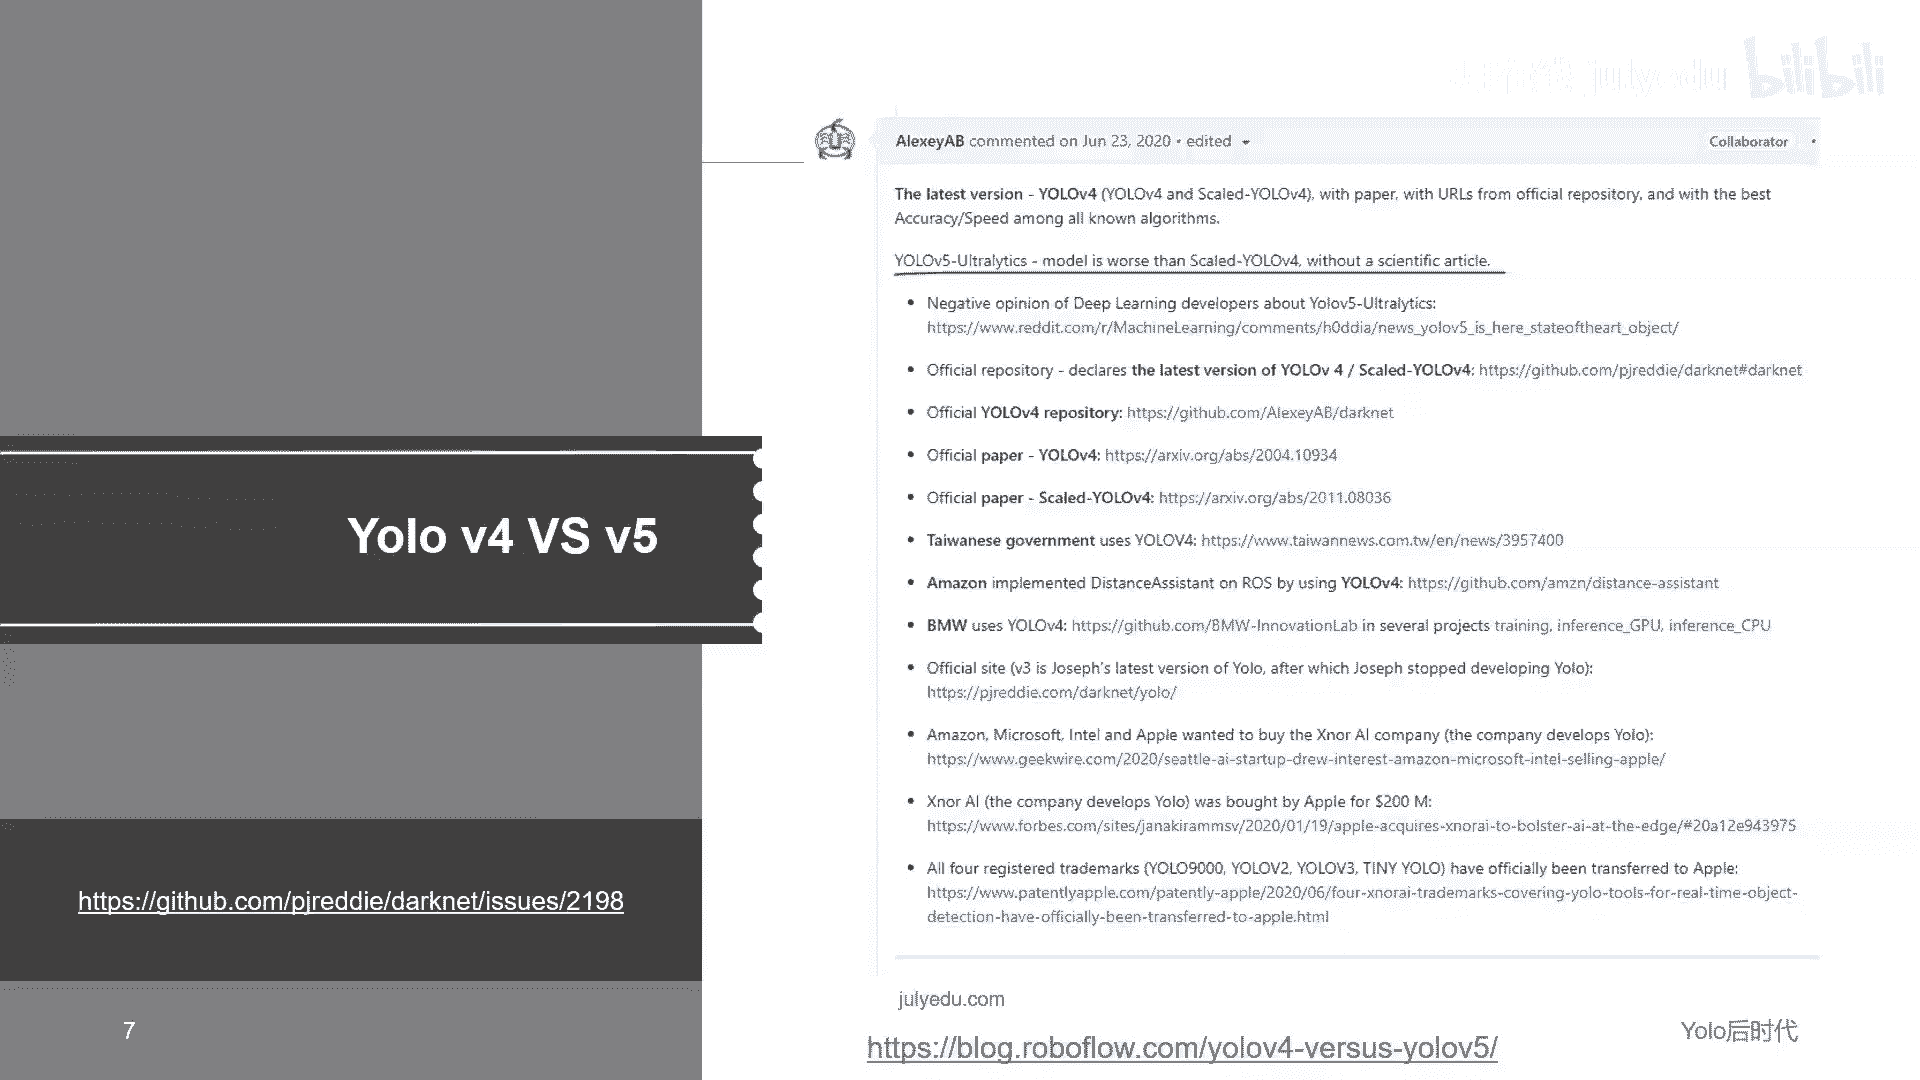 julyedu bilibili
AlexeyAB commented on Jun 23, 2020 • edited
Collaborator
The latest version - YOLOv4 (YOLOv4 and Scaled-YOLOv4), with paper, with URLs from official repository, and with the best
Accuracy/Speed among all known algorithms.
YOLOv5-Ultralytics - model is worse than Scaled-YOLOv4, without a scientific article.
• Negative opinion of Deep Learning developers about Yolov5-Ultralytics:
https://www.reddit.com/r/MachineLearning/comments/h0ddia/news_yolov5_is_here_stateoftheart_object/
• Official repository - declares the latest version of YOLOv 4 / Scaled-YOLOv4: https://github.com/pjreddie/darknet#darknet
• Official YOLOv4 repository: https://github.com/AlexeyAB/darknet
• Official paper - YOLOv4: https://arxiv.org/abs/2004.10934
• Official paper - Scaled-YOLOv4: https://arxiv.org/abs/2011.08036
• Taiwanese government uses YOLOV4: https://www.taiwannews.com.tw/en/news/3957400
• Amazon implemented DistanceAssistant on ROS by using YOLOv4: https://github.com/amzn/distance-assistant
• BMW uses YOLOv4: https://github.com/BMW-InnovationLab in several projects training, inference_GPU, inference_CPU
• Official site (v3 is Joseph's latest version of Yolo, after which Joseph stopped developing Yolo):
https://pjreddie.com/darknet/yolo/
• Amazon, Microsoft, Intel and Apple wanted to buy the Xnor AI company (the company develops Yolo):
https://www.geekwire.com/2020/seattle-ai-startup-drew-interest-amazon-microsoft-intel-selling-apple/
• Xnor AI (the company develops Yolo) was bought by Apple for $200 M:
https://www.forbes.com/sites/janakirammsv/2020/01/19/apple-acquires-xnorai-to-bolster-ai-at-the-edge/#20a12e943975
• All four registered trademarks (YOLO9000, YOLOV2, YOLOV3, TINY YOLO) have officially been transferred to Apple:
https://www.patentlyapple.com/patently-apple/2020/06/four-xnorai-trademarks-covering-yolo-tools-for-real-time-object-
detection-have-officially-been-transferred-to-apple.html
Yolo v4 VS v5
https://github.com/pjreddie/darknet/issues/2198
7
julyedu.com
https://blog.roboflow.com/yolov4-versus-yolov5/
Yolo后时代